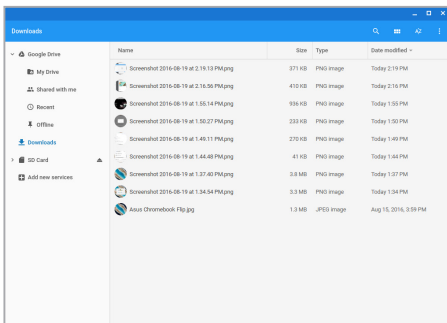 Downloads
AZ
Google Drive
My Drive
Shared with me
Recent
Offline
Downloads
SD Card
Add new services
Name Size Type Date modified
Screenshot 2016-08-19 at 2.19.13 PM.png 371 KB PNG image Today 2:19 PM
Screenshot 2016-08-19 at 2.16.56 PM.png 410 KB PNG image Today 2:16 PM
Screenshot 2016-08-19 at 1.55.14 PM.png 936 KB PNG image Today 1:55 PM
Screenshot 2016-08-19 at 1.50.27 PM.png 233 KB PNG image Today 1:50 PM
Screenshot 2016-08-19 at 1.49.11 PM.png 270 KB PNG image Today 1:49 PM
Screenshot 2016-08-19 at 1.44.48 PM.png 41 KB PNG image Today 1:44 PM
Screenshot 2016-08-19 at 1.37.40 PM.png 3.8 MB PNG image Today 1:37 PM
Screenshot 2016-08-19 at 1.34.54 PM.png 3.3 MB PNG image Today 1:34 PM
Asus Chromebook Flip.jpg 1.3 MB JPEG image Aug 15, 2016, 3:59 PM